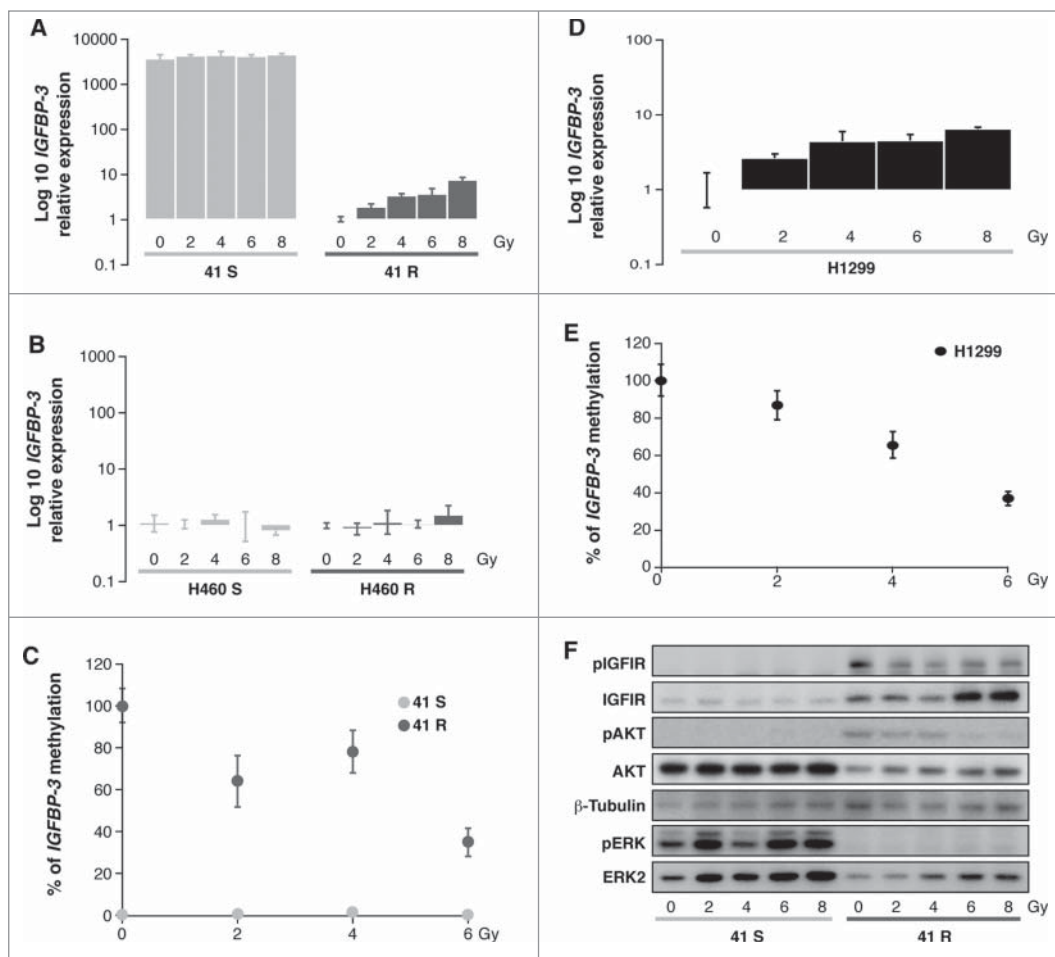 A
Log 10 IGFBP-3
relative expression
10000
1000
100
10
1
0.1
0 2 4 6 8 0 2 4 6 8 Gy
41 S 41 R
B
Log 10 IGFBP-3
relative expression
1000
100
10
1
0.1
0 2 4 6 8 0 2 4 6 8 Gy
H460 S H460 R
C
% of IGFBP-3 methylation
120
100
80
60
40
20
0
41 S
41 R
0 2 4 6 Gy
D
Log 10 IGFBP-3
relative expression
100
10
1
0.1
0 2 4 6 8 Gy
H1299
E
% of IGFBP-3 methylation
120
100
80
60
40
20
0
H1299
0 2 4 6
F
pIGFIR
IGFIR
pAKT
AKT
β-Tubulin
pERK
ERK2
0 2 4 6 8 0 2 4 6 8 Gy
41 S 41 R